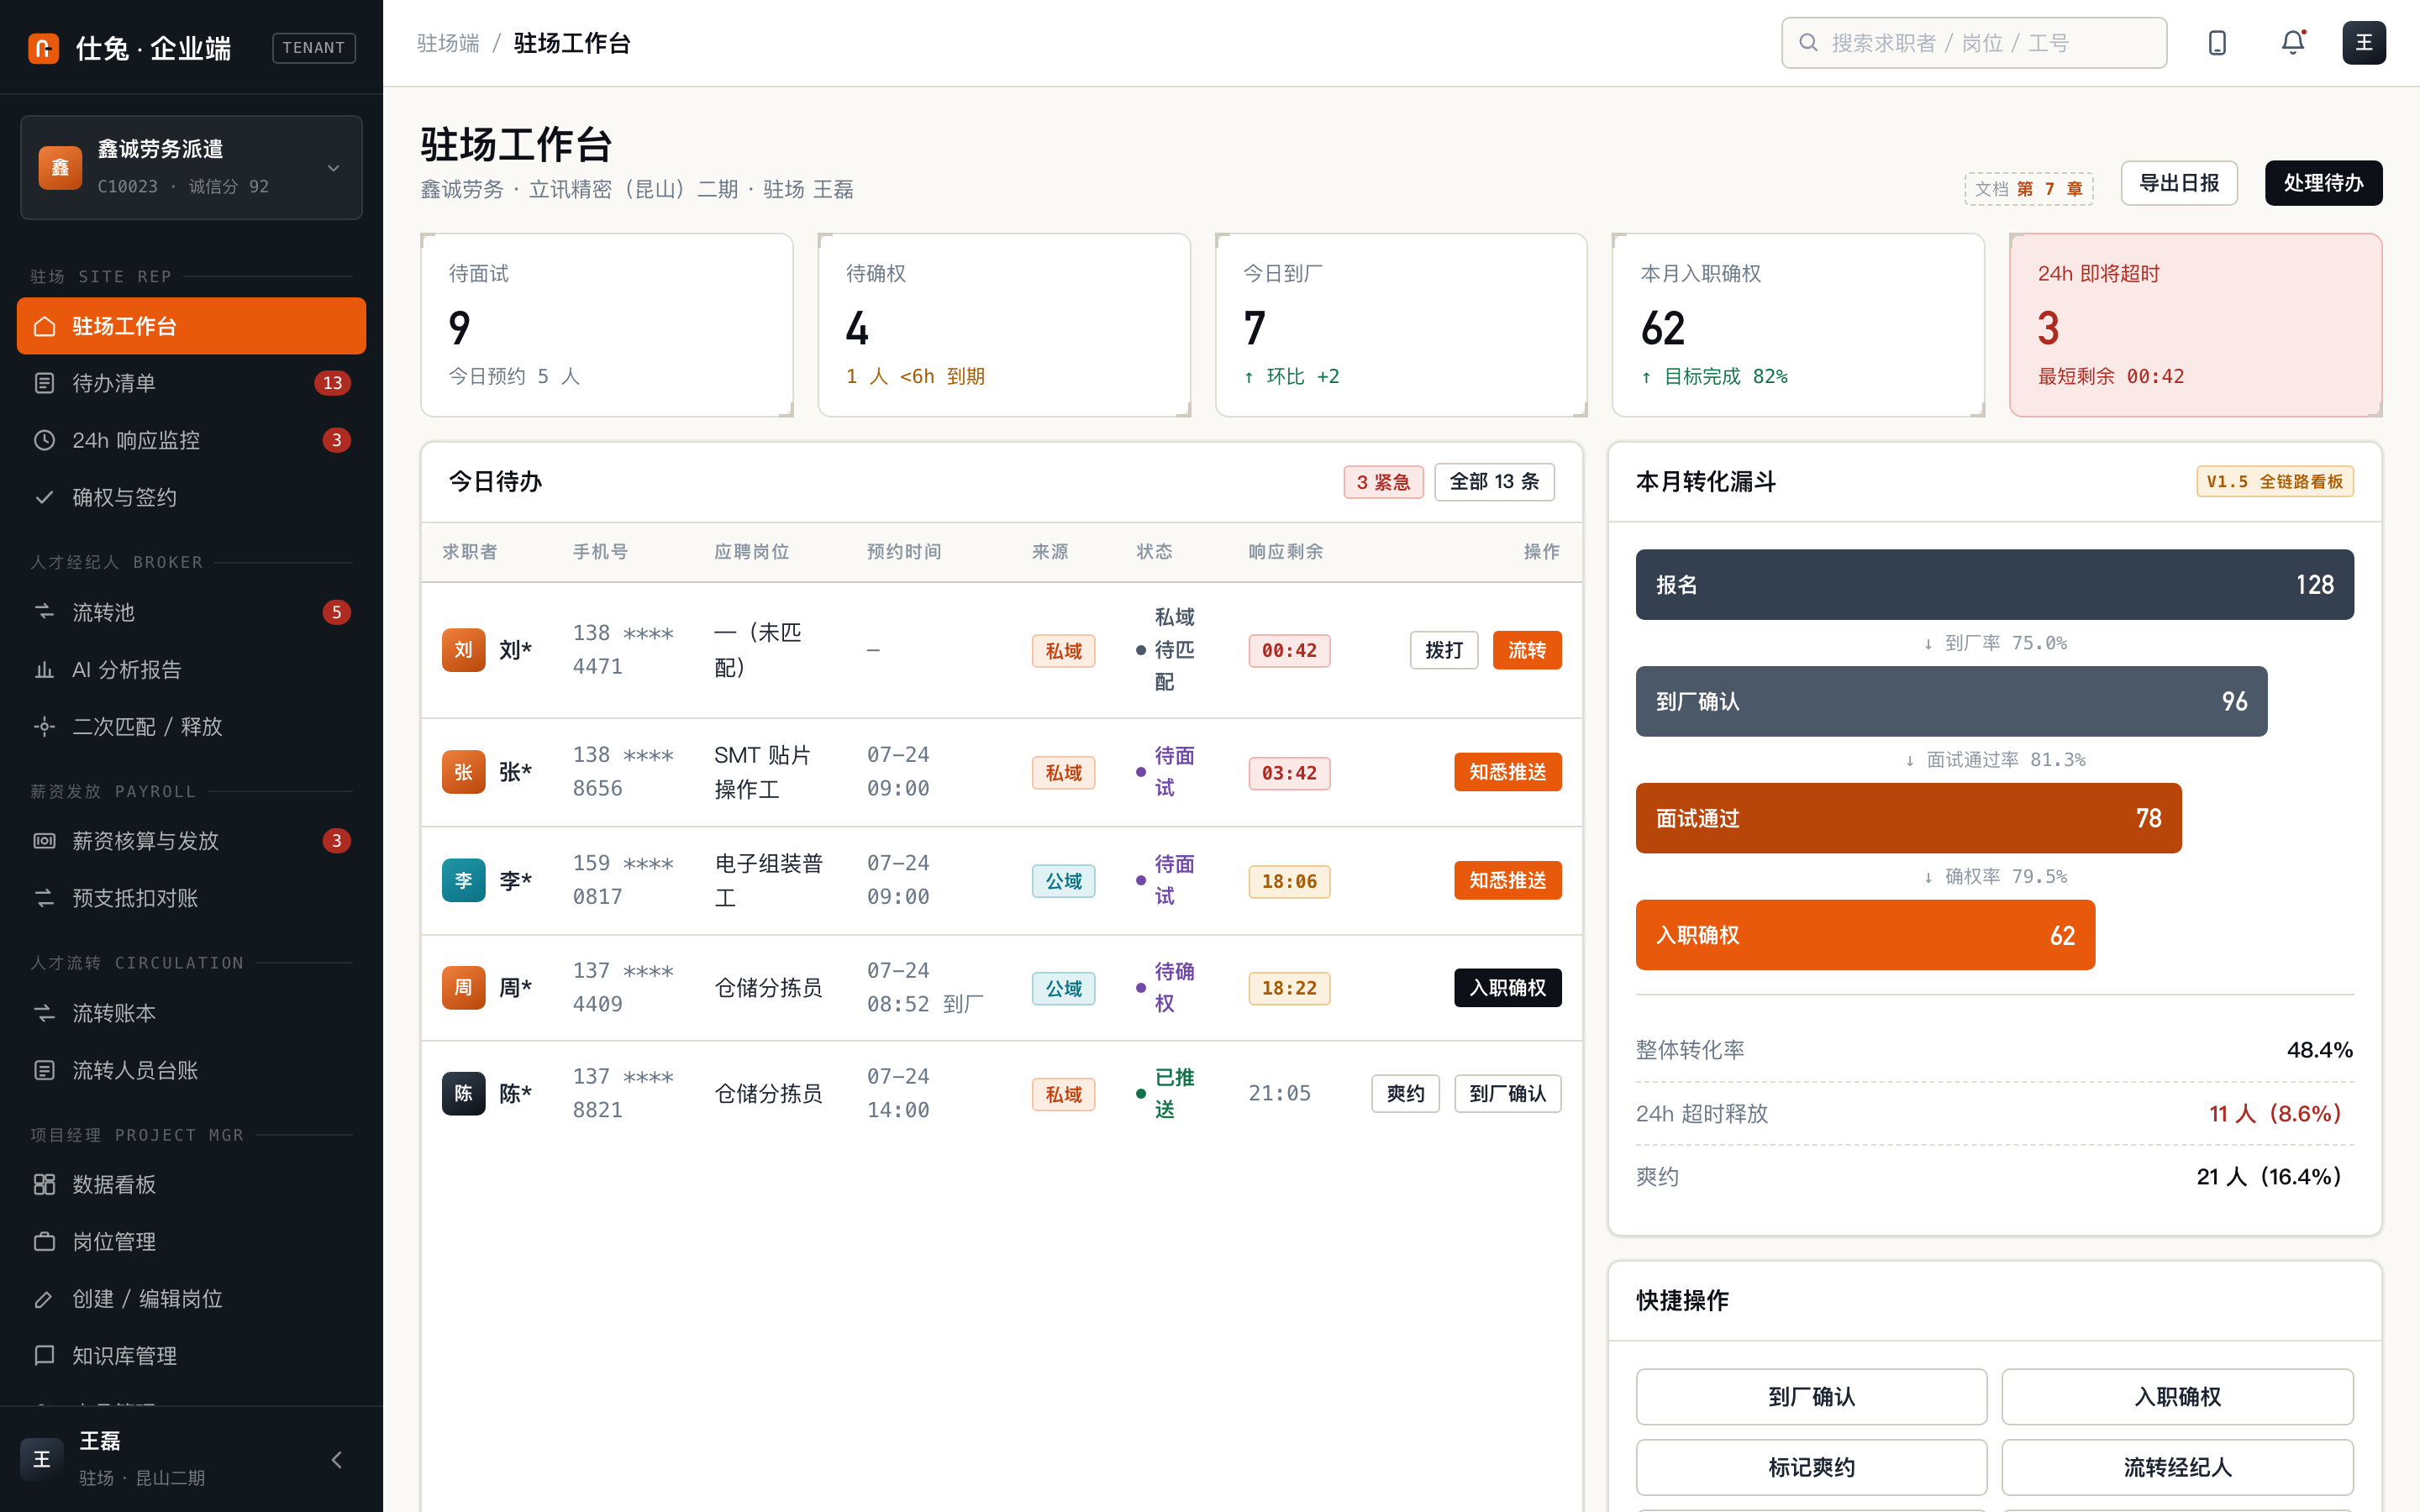 仕兔 · 企业端
TENANT
鑫
鑫诚劳务派遣
C10023 · 诚信分 92
驻场 SITE REP
驻场工作台
待办清单
13
24h 响应监控
3
确权与签约
人才经纪人 BROKER
流转池
5
AI 分析报告
二次匹配 / 释放
薪资发放 PAYROLL
薪资核算与发放
3
预支抵扣对账
人才流转 CIRCULATION
流转账本
流转人员台账
项目经理 PROJECT MGR
数据看板
岗位管理
创建 / 编辑岗位
知识库管理
王
王磊
驻场 · 昆山二期
驻场端 / 驻场工作台
搜索求职者 / 岗位 / 工号
王
驻场工作台
鑫诚劳务 · 立讯精密（昆山）二期 · 驻场 王磊
文档 第 7 章
导出日报
处理待办
待面试
9
今日预约 5 人
待确权
4
1 人 <6h 到期
今日到厂
7
↑ 环比 +2
本月入职确权
62
↑ 目标完成 82%
24h 即将超时
3
最短剩余 00:42
今日待办
3 紧急
全部 13 条
求职者 手机号 应聘岗位 预约时间 来源 状态 响应剩余 操作
刘
刘*
138 ****
4471
—（未匹
配）
—
私域
私域
待匹
配
00:42
拨打
流转
张
张*
138 ****
8656
SMT 贴片
操作工
07-24
09:00
私域
待面
试
03:42
知悉推送
李
李*
159 ****
0817
电子组装普
工
07-24
09:00
公域
待面
试
18:06
知悉推送
周
周*
137 ****
4409
仓储分拣员
07-24
08:52 到厂
公域
待确
权
18:22
入职确权
陈
陈*
137 ****
8821
仓储分拣员
07-24
14:00
私域
已推
送
21:05
爽约
到厂确认
本月转化漏斗
V1.5 全链路看板
报名 128
↓ 到厂率 75.0%
到厂确认 96
↓ 面试通过率 81.3%
面试通过 78
↓ 确权率 79.5%
入职确权 62
整体转化率 48.4%
24h 超时释放 11 人（8.6%）
爽约 21 人（16.4%）
快捷操作
到厂确认
入职确权
标记爽约
流转经纪人